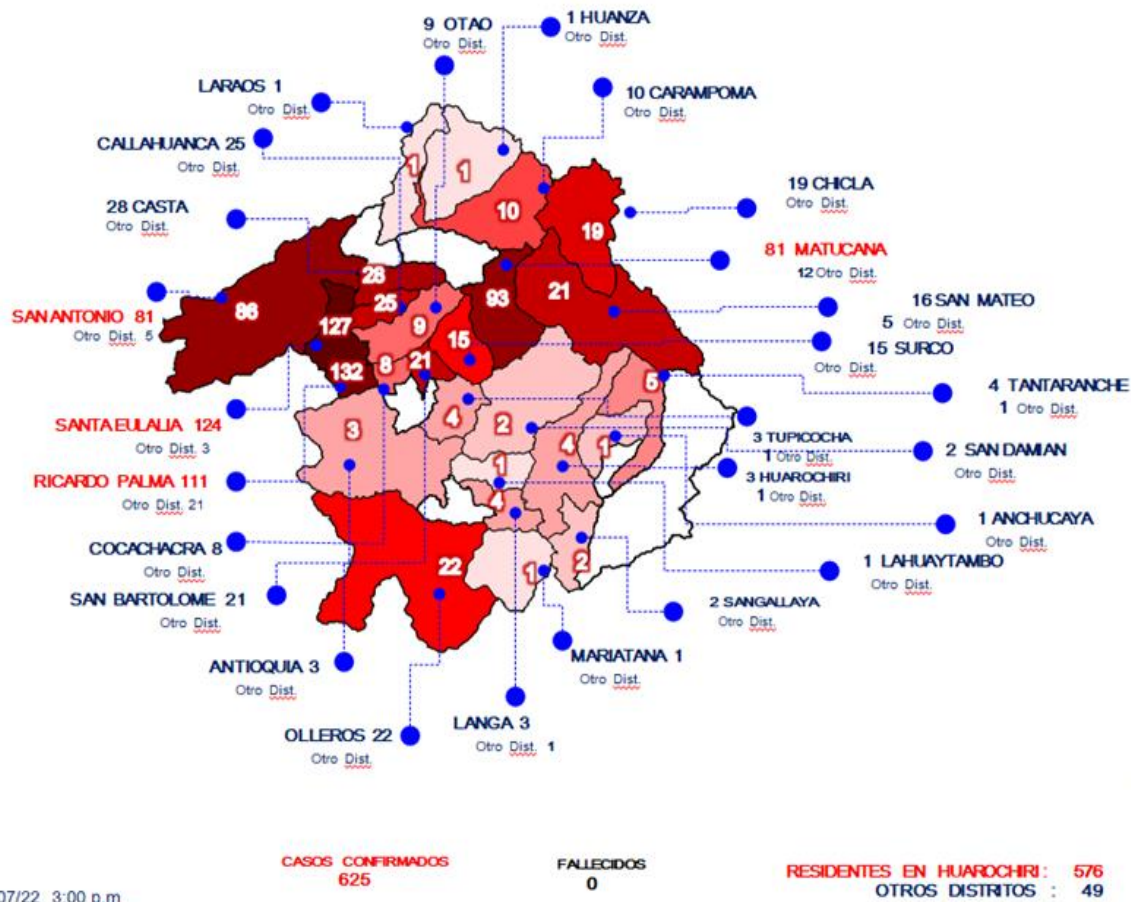 9 OTAO
Otro Dist.
1 HUANZA
Otro Dist.
LARAOS 1
Otro Dist.
10 CARAMPOMA
Otro Dist.
CALLAHUANCA 25
Otro Dist.
28 CASTA
Otro Dist.
19 CHICLA
Otro Dist.
81 MATUCANA
12 Otro Dist.
SAN ANTONIO 81
Otro Dist. 5
16 SAN MATEO
5 Otro Dist.
15 SURCO
Otro Dist.
SANTA EULALIA 124
Otro Dist. 3
4 TANTARANCHE
1 Otro Dist.
3 TUPICOCHA
1 Otro Dist.
2 SAN DAMIAN
Otro Dist.
RICARDO PALMA 111
Otro Dist. 21
3 HUAROCHIRI
1 Otro Dist.
1 ANCHUCAYA
Otro Dist.
COCACHACRA 8
Otro Dist.
1 LAHUAYTAMBO
Otro Dist.
SAN BARTOLOME 21
Otro Dist.
2 SANGALLAYA
Otro Dist.
ANTIOQUIA 3
Otro Dist.
MARIATANA 1
Otro Dist.
LANGA 3
Otro Dist. 1
OLLEROS 22
Otro Dist.
1
1
10
19
28
86
25
93
21
127
9
15
132
8
21
5
3
4
2
4
1
1
4
22
1
2
CASOS CONFIRMADOS
625
FALLECIDOS
0
RESIDENTES EN HUAROCHIRI : 576
OTROS DISTRITOS : 49
07/22 3:00 p.m